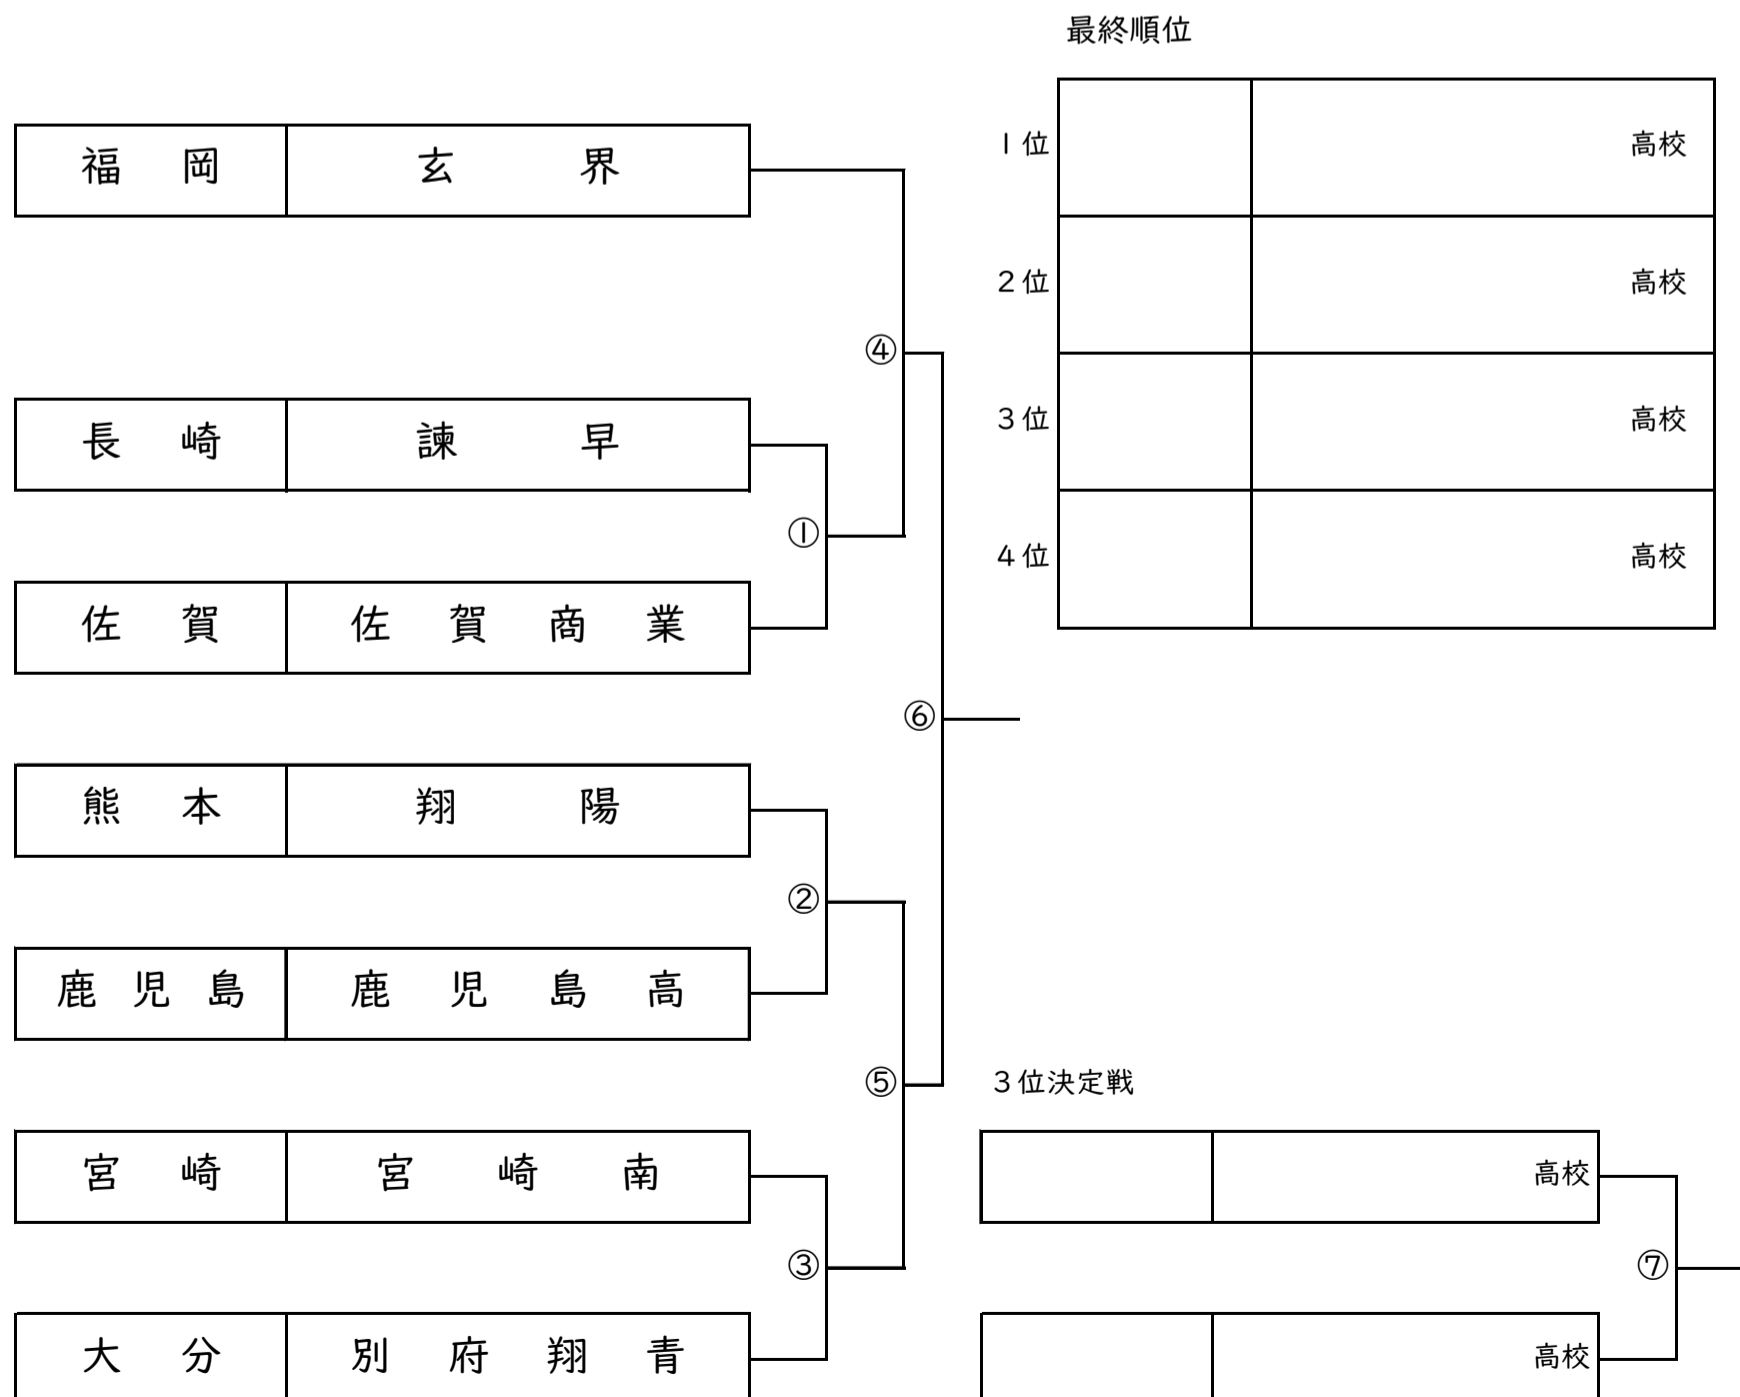 最終順位
1位 高校
福岡 玄界
2位 高校
④
3位 高校
長崎 諫早
①
4位 高校
佐賀 佐賀商業
⑥
熊本 翔陽
②
鹿児島 鹿児島高
⑤
3位決定戦
宮崎 宮崎南
高校
③
⑦
大分 別府翔青
高校